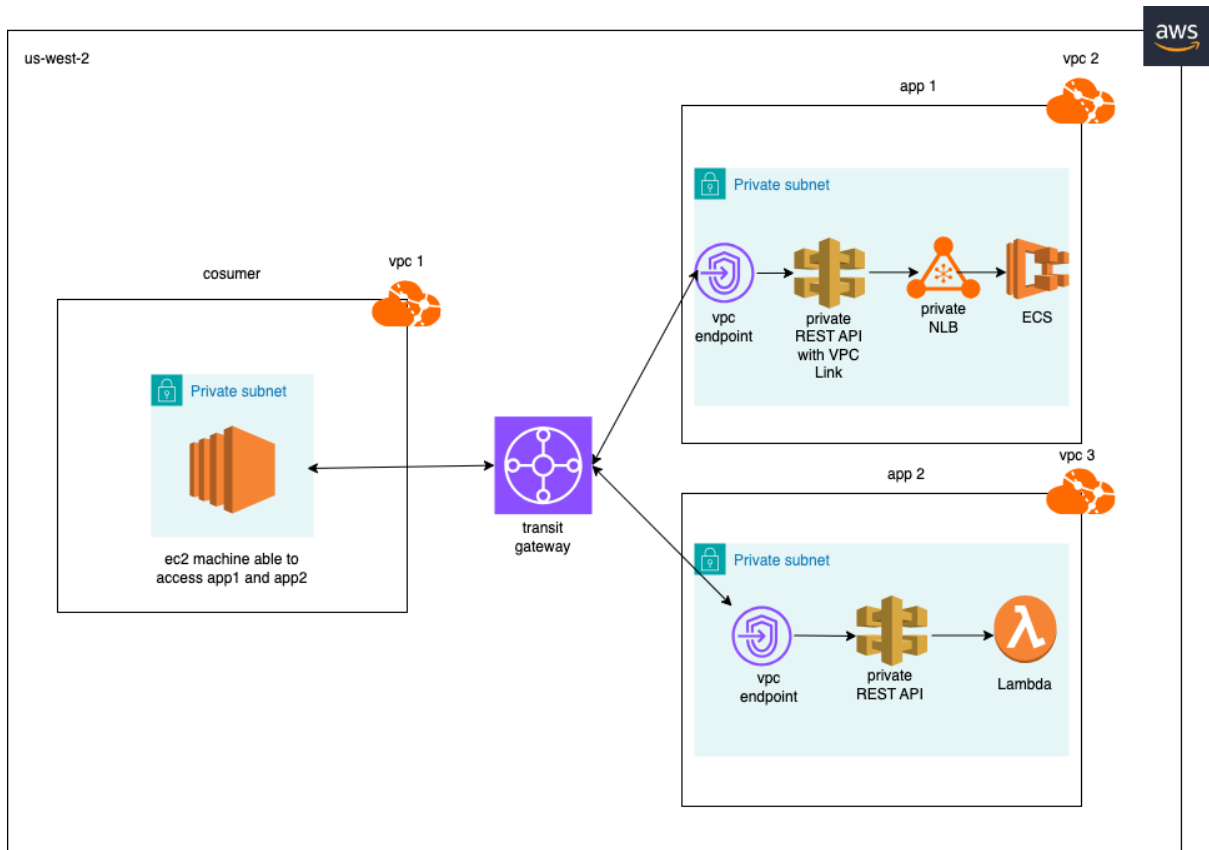 aws
us-west-2
vpc 2
app 1
Private subnet
vpc
endpoint
private
REST API
with VPC
Link
private
NLB
ECS
cosumer
vpc 1
Private subnet
ec2 machine able to
access app1 and app2
transit
gateway
vpc 3
app 2
Private subnet
vpc
endpoint
private
REST API
Lambda